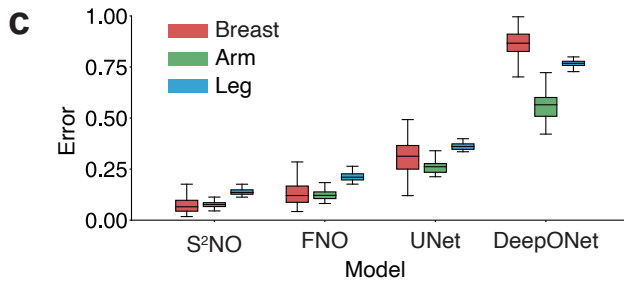 c
Breast
Arm
Leg
1.00
0.75
0.50
0.25
0.00
Error
S²NO FNO UNet DeepONet
Model